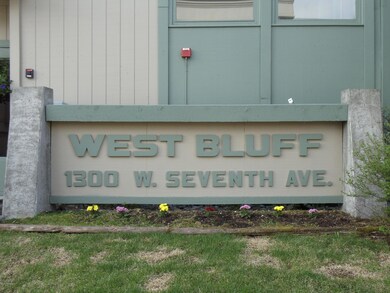 WEST BLUFF
1300 W. SEVENTH AVE.